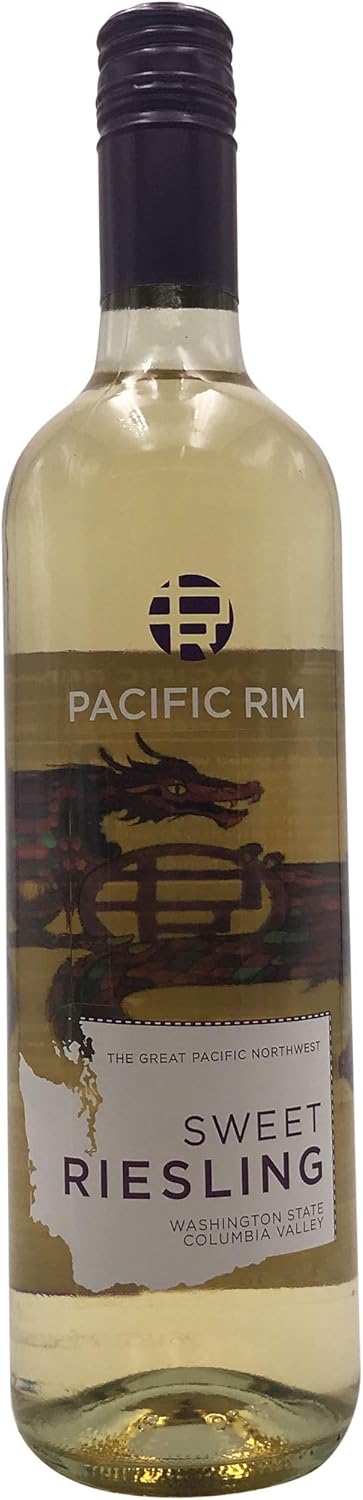 PACIFIC RIM
THE GREAT PACIFIC NORTHWEST
SWEET
RIESLING
WASHINGTON STATE
COLUMBIA VALLEY